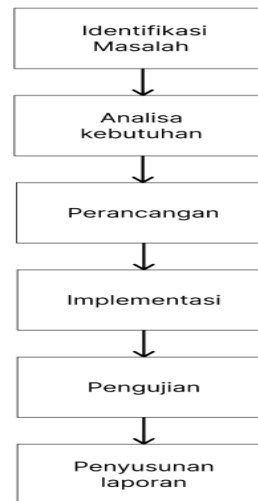 Identifikasi
Masalah
Analisa
kebutuhan
Perancangan
Implementasi
Pengujian
Penyusunan
laporan